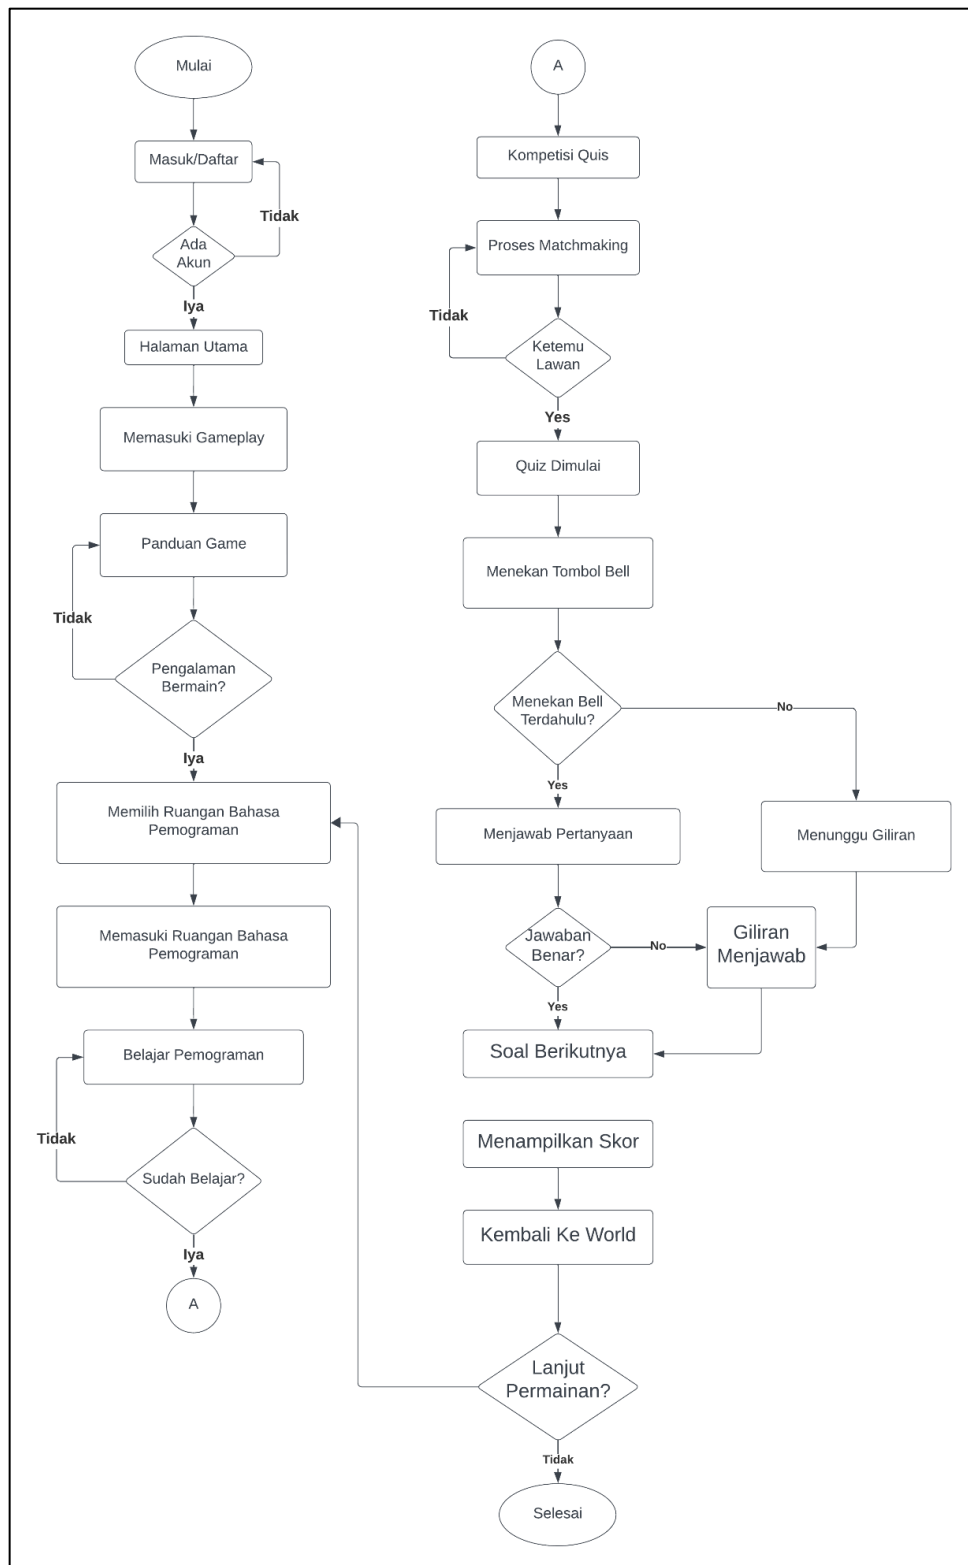 Mulai
Masuk/Daftar
Tidak
Ada
Akun
Iya
Halaman Utama
Memasuki Gameplay
Panduan Game
Tidak
Pengalaman
Bermain?
Iya
Memilih Ruangan Bahasa
Pemograman
Memasuki Ruangan Bahasa
Pemograman
Belajar Pemograman
Tidak
Sudah Belajar?
Iya
A
A
Kompetisi Quis
Proses Matchmaking
Tidak
Ketemu
Lawan
Yes
Quiz Dimulai
Menekan Tombol Bell
Menekan Bell
Terdahulu?
No
Yes
Menjawab Pertanyaan
Menunggu Giliran
Jawaban
Benar?
No
Giliran
Menjawab
Yes
Soal Berikutnya
Menampilkan Skor
Kembali Ke World
Lanjut
Permainan?
Tidak
Selesai